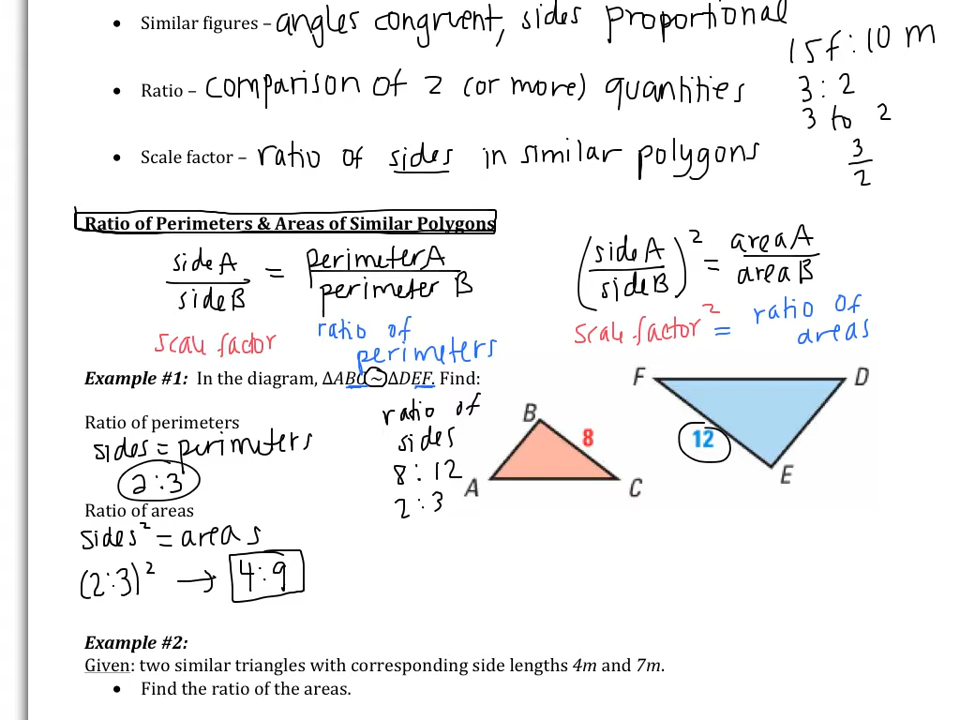 • Similar figures – angles congruent, sides proportional
15f : 10 m
• Ratio – comparison of 2 (or more) quantities
3 : 2
3 to 2
• Scale factor – ratio of sides in similar polygons
3/2
Ratio of Perimeters & Areas of Similar Polygons
side A / side B = perimeter A / perimeter B
(side A / side B)² = area A / area B
scale factor
ratio of perimeters
scale factor² = ratio of areas
Example #1: In the diagram, ΔABC ~ ΔDEF. Find:
Ratio of perimeters
sides = perimeters
2 : 3
Ratio of areas
sides² = areas
(2:3)² → 4:9
ratio of
sides
8 : 12
2 : 3
B
8
A
C
F
D
12
E
Example #2:
Given: two similar triangles with corresponding side lengths 4m and 7m.
• Find the ratio of the areas.